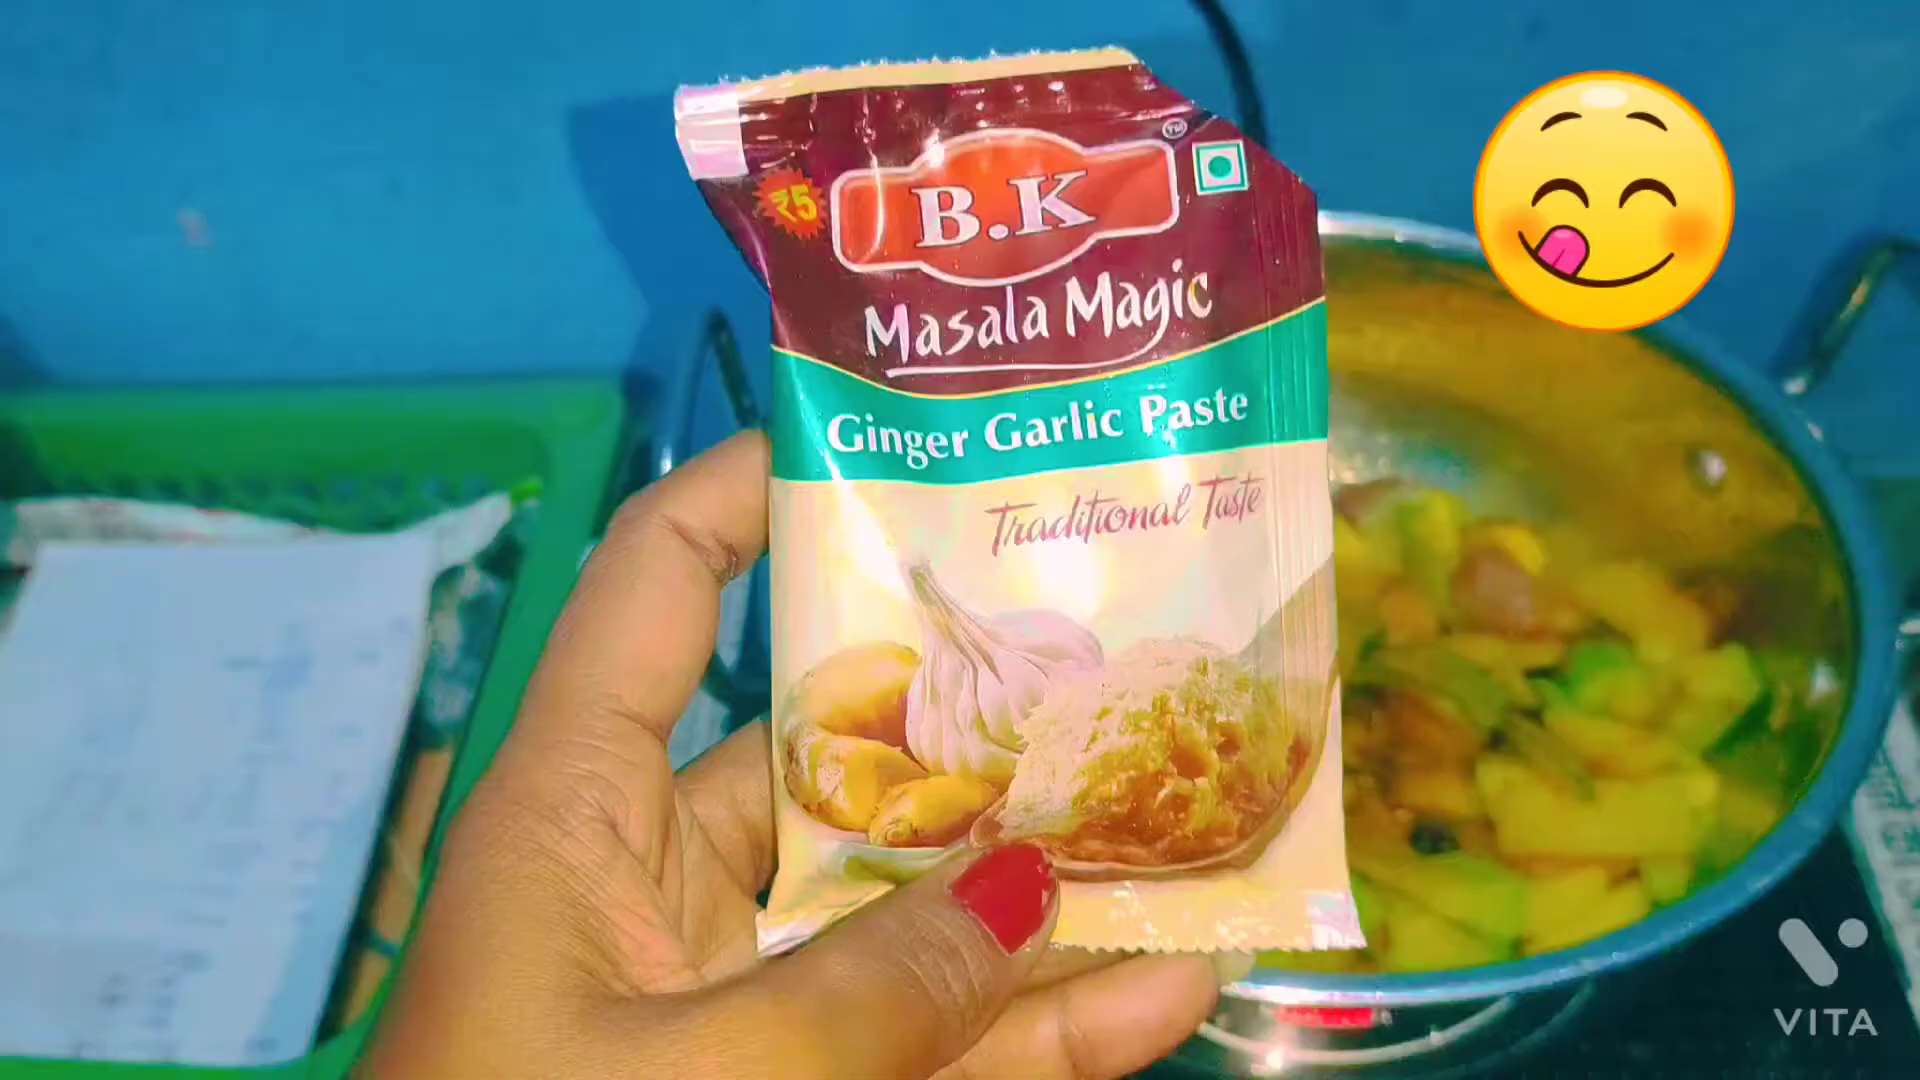 ₹5
B.K
TM
Masala Magic
Ginger Garlic Paste
Traditional Taste
VITA